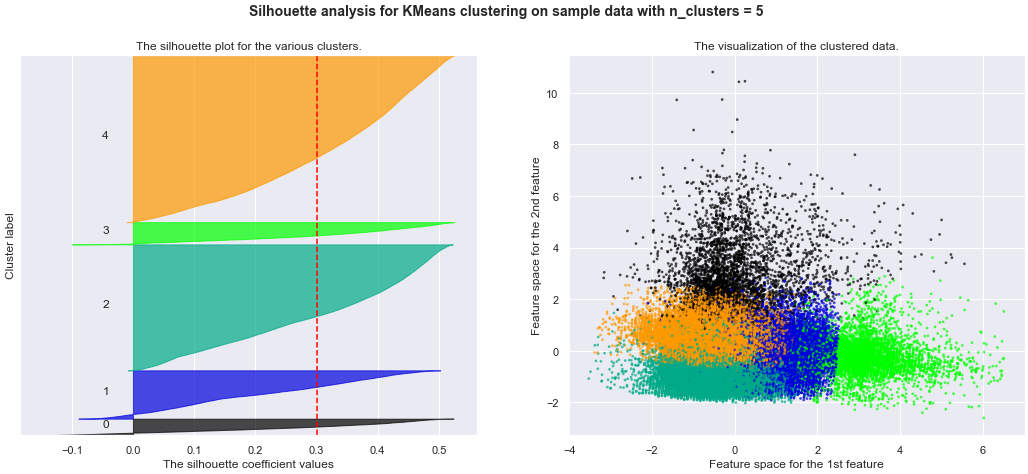 Silhouette analysis for KMeans clustering on sample data with n_clusters = 5
The silhouette plot for the various clusters.
Cluster label
4
3
2
1
0
−0.1 0.0 0.1 0.2 0.3 0.4 0.5
The silhouette coefficient values
The visualization of the clustered data.
Feature space for the 2nd feature
10
8
6
4
2
0
−2
−4 −2 0 2 4 6
Feature space for the 1st feature